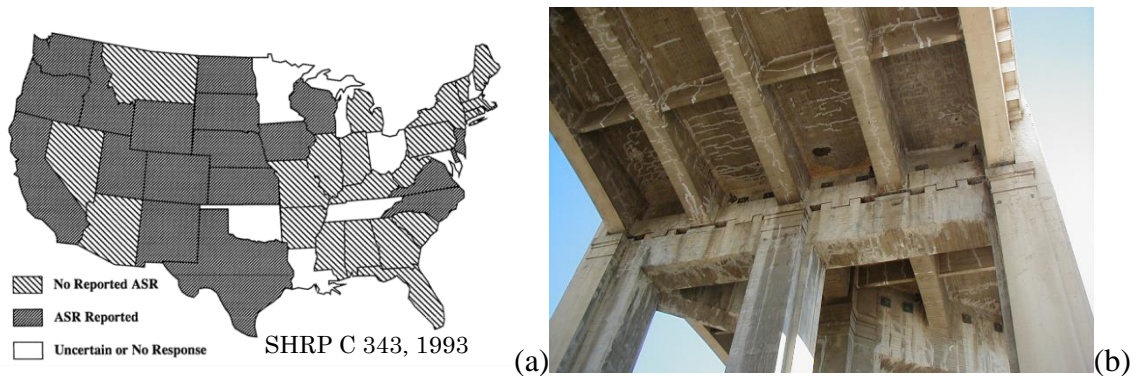 No Reported ASR
ASR Reported
Uncertain or No Response
SHRP C 343, 1993
(a)
(b)